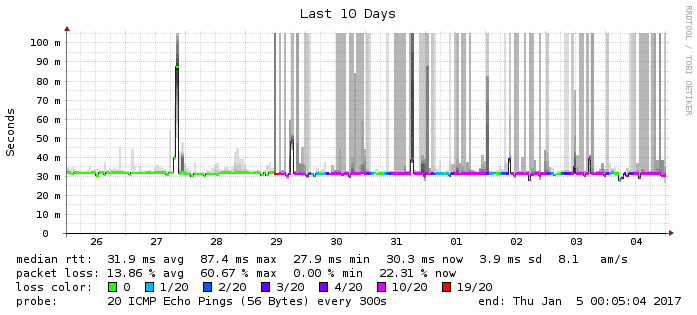 Last 10 Days
RRDTOOL / TOBI OETIKER
Seconds
100 m
90 m
80 m
70 m
60 m
50 m
40 m
30 m
20 m
10 m
0
26 27 28 29 30 31 01 02 03 04
median rtt: 31.9 ms avg 87.4 ms max 27.9 ms min 30.3 ms now 3.9 ms sd 8.1 am/s
packet loss: 13.86 % avg 60.67 % max 0.00 % min 22.31 % now
loss color: 0 1/20 2/20 3/20 4/20 10/20 19/20
probe: 20 ICMP Echo Pings (56 Bytes) every 300s end: Thu Jan 5 00:05:04 2017